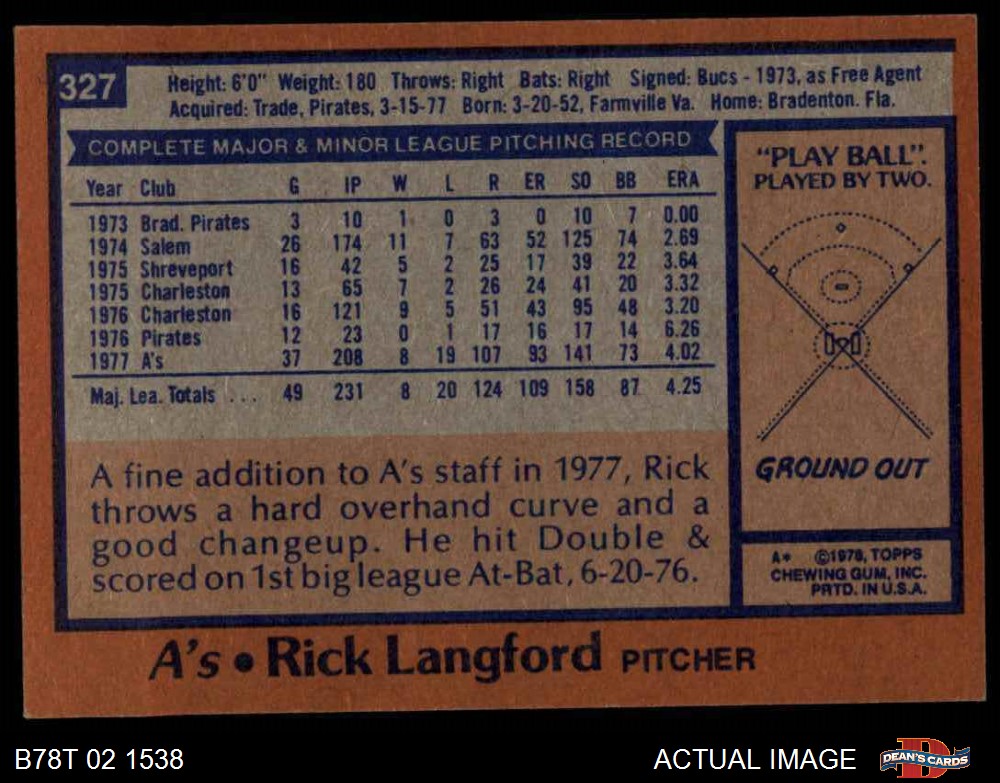 327
Height: 6'0" Weight: 180 Throws: Right Bats: Right Signed: Bucs - 1973, as Free Agent
Acquired: Trade, Pirates, 3-15-77 Born: 3-20-52, Farmville Va. Home: Bradenton. Fla.
COMPLETE MAJOR & MINOR LEAGUE PITCHING RECORD
Year Club G IP W L R ER SO BB ERA
1973 Brad. Pirates 3 10 1 0 3 0 10 7 0.00
1974 Salem 26 174 11 7 63 52 125 74 2.69
1975 Shreveport 16 42 5 2 25 17 39 22 3.64
1975 Charleston 13 65 7 2 26 24 41 20 3.32
1976 Charleston 16 121 9 5 51 43 95 48 3.20
1976 Pirates 12 23 0 1 17 16 17 14 6.26
1977 A's 37 208 8 19 107 93 141 73 4.02
Maj. Lea. Totals ... 49 231 8 20 124 109 158 87 4.25
A fine addition to A's staff in 1977, Rick
throws a hard overhand curve and a
good changeup. He hit Double &
scored on 1st big league At-Bat, 6-20-76.
"PLAY BALL".
PLAYED BY TWO.
GROUND OUT
A* ©1978, TOPPS
CHEWING GUM, INC.
PRTD. IN U.S.A.
A's • Rick Langford PITCHER
B78T 02 1538
ACTUAL IMAGE
DEAN'S CARDS